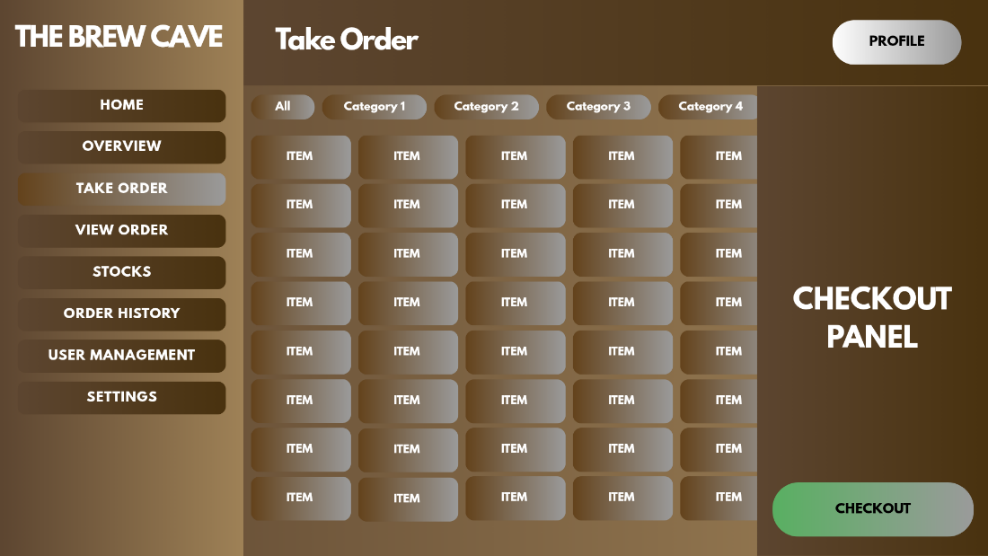 THE BREW CAVE
Take Order
PROFILE
HOME
OVERVIEW
TAKE ORDER
VIEW ORDER
STOCKS
ORDER HISTORY
USER MANAGEMENT
SETTINGS
All Category 1 Category 2 Category 3 Category 4
ITEM ITEM ITEM ITEM ITEM
ITEM ITEM ITEM ITEM ITEM
ITEM ITEM ITEM ITEM ITEM
ITEM ITEM ITEM ITEM ITEM
ITEM ITEM ITEM ITEM ITEM
ITEM ITEM ITEM ITEM ITEM
ITEM ITEM ITEM ITEM ITEM
ITEM ITEM ITEM ITEM ITEM
CHECKOUT
PANEL
CHECKOUT